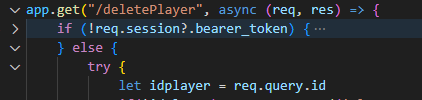 app.get("/deletePlayer", async (req, res) => {
if (!req.session?.bearer_token) { ...
} else {
try {
let idplayer = req.query.id